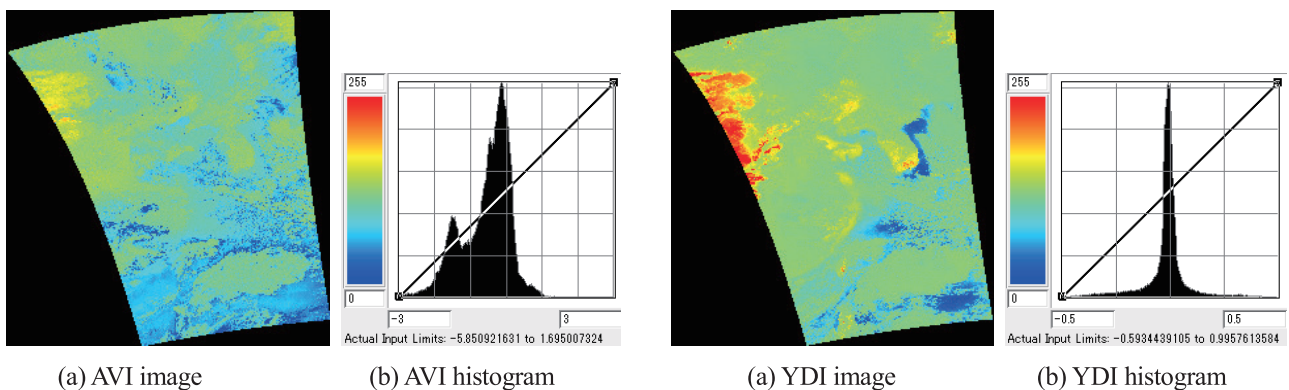 255
0
-3
3
Actual Input Limits: -5.850921631 to 1.695007324
(a) AVI image
(b) AVI histogram
255
0
-0.5
0.5
Actual Input Limits: -0.5934439105 to 0.9957613584
(a) YDI image
(b) YDI histogram